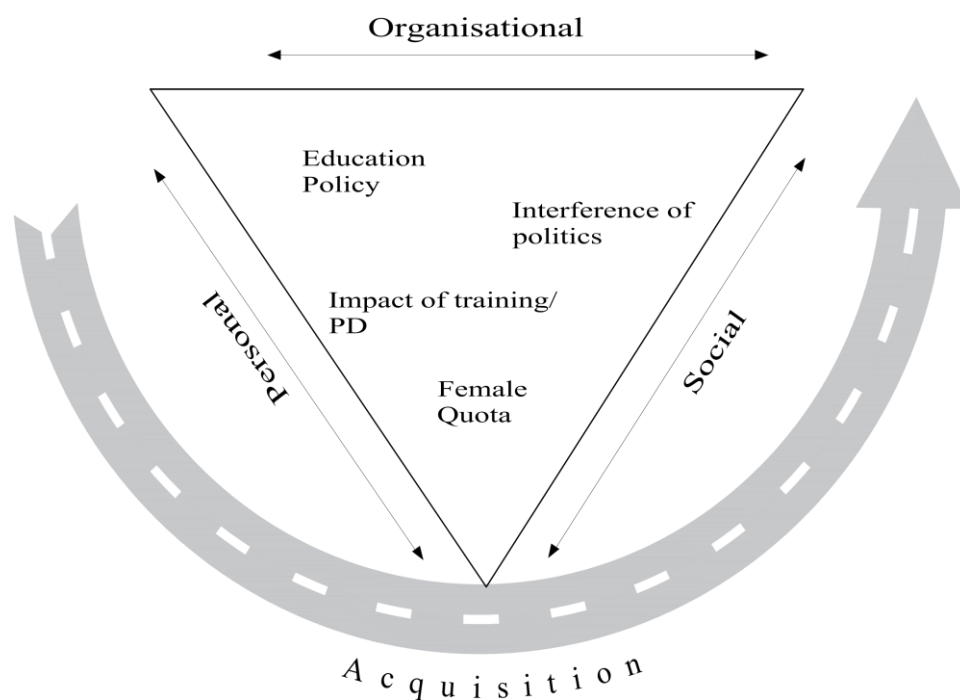 Organisational
Education
Policy
Interference of
politics
Impact of training/
PD
Personal
Social
Female
Quota
Acquisition